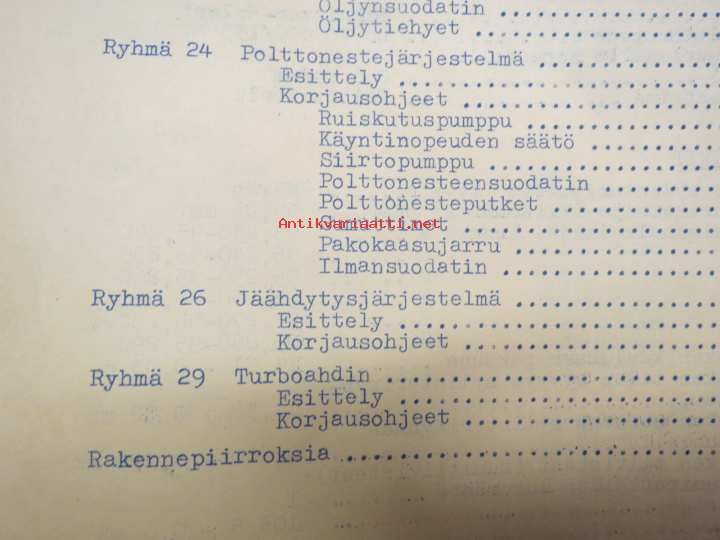 Öljynsuodatin
Öljytiehyet
Ryhmä 24 Polttonestejärjestelmä
Esittely
Korjausohjeet
Ruiskutuspumppu
Käyntinopeuden säätö
Siirtopumppu
Polttonesteensuodatin
Polttonesteputket
Antikvariaatti.net
Pakokaasujarru
Ilmansuodatin
Ryhmä 26 Jäähdytysjärjestelmä
Esittely
Korjausohjeet
Ryhmä 29 Turboahdin
Esittely
Korjausohjeet
Rakennepiirroksia